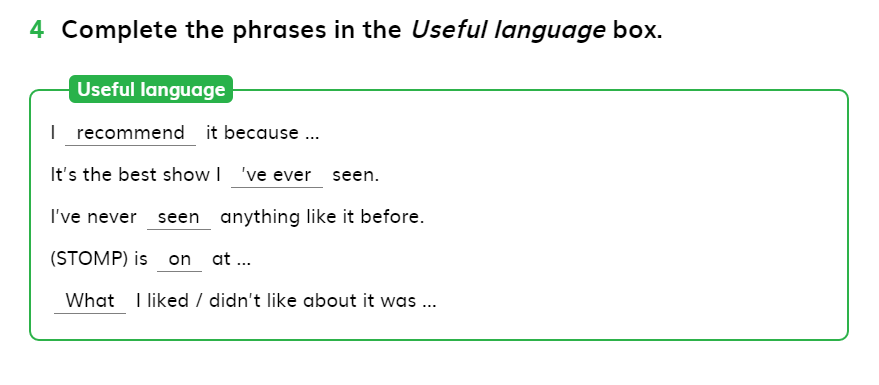 4 Complete the phrases in the Useful language box.
Useful language
I recommend it because ...
It's the best show I 've ever seen.
I've never seen anything like it before.
(STOMP) is on at ...
What I liked / didn't like about it was ...